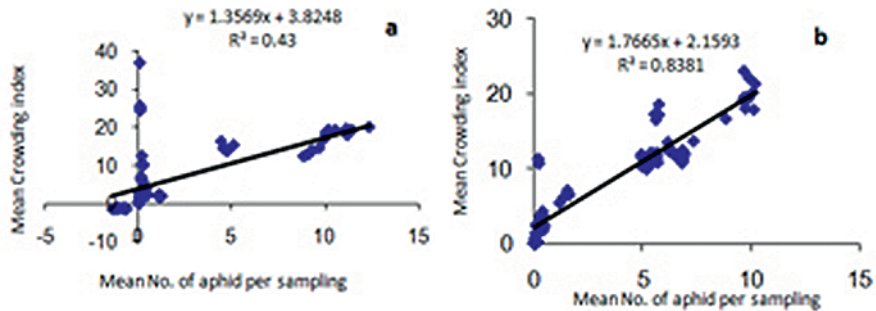 y = 1.3569x + 3.8248
R² = 0.43
a
Mean Crowding index
40
30
20
10
0
-10
-5
0
5
10
15
Mean No. of aphid per sampling
y = 1.7665x + 2.1593
R² = 0.8381
b
Mean Crowding index
30
20
10
0
0
5
10
15
Mean No. of aphid per sampling